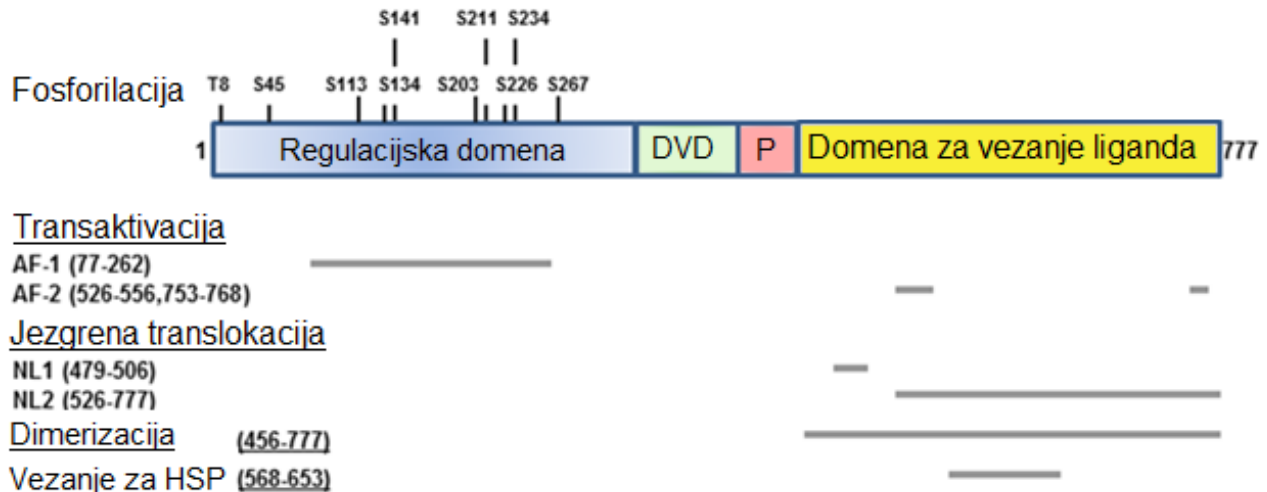 S141 S211 S234
Fosforilacija T8 S45 S113 S134 S203 S226 S267
1 Regulacijska domena DVD P Domena za vezanje liganda 777
Transaktivacija
AF-1 (77-262)
AF-2 (526-556,753-768)
Jezgrena translokacija
NL1 (479-506)
NL2 (526-777)
Dimerizacija (456-777)
Vezanje za HSP (568-653)